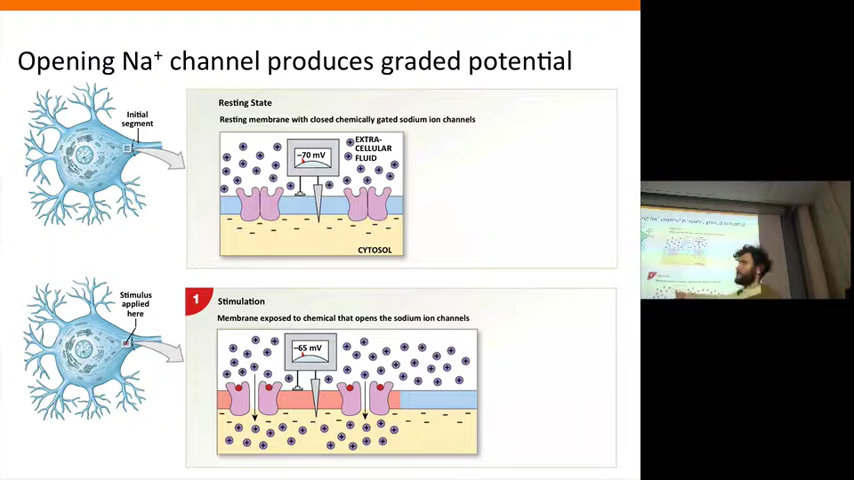 Opening Na⁺ channel produces graded potential
Initial
segment
Resting State
Resting membrane with closed chemically gated sodium ion channels
−70 mV
EXTRA-
CELLULAR
FLUID
CYTOSOL
Stimulus
applied
here
1
Stimulation
Membrane exposed to chemical that opens the sodium ion channels
−65 mV